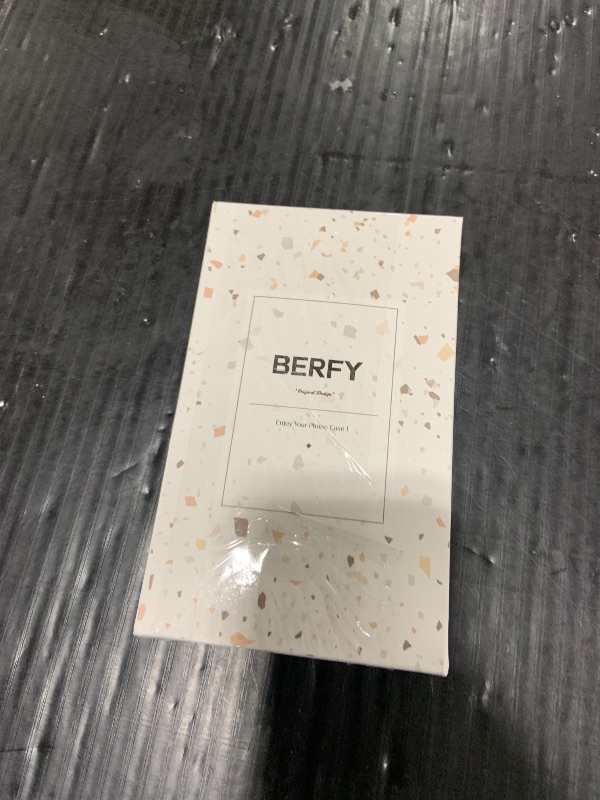 BERFY
"Original Design"
Enjoy Your Phone Case !